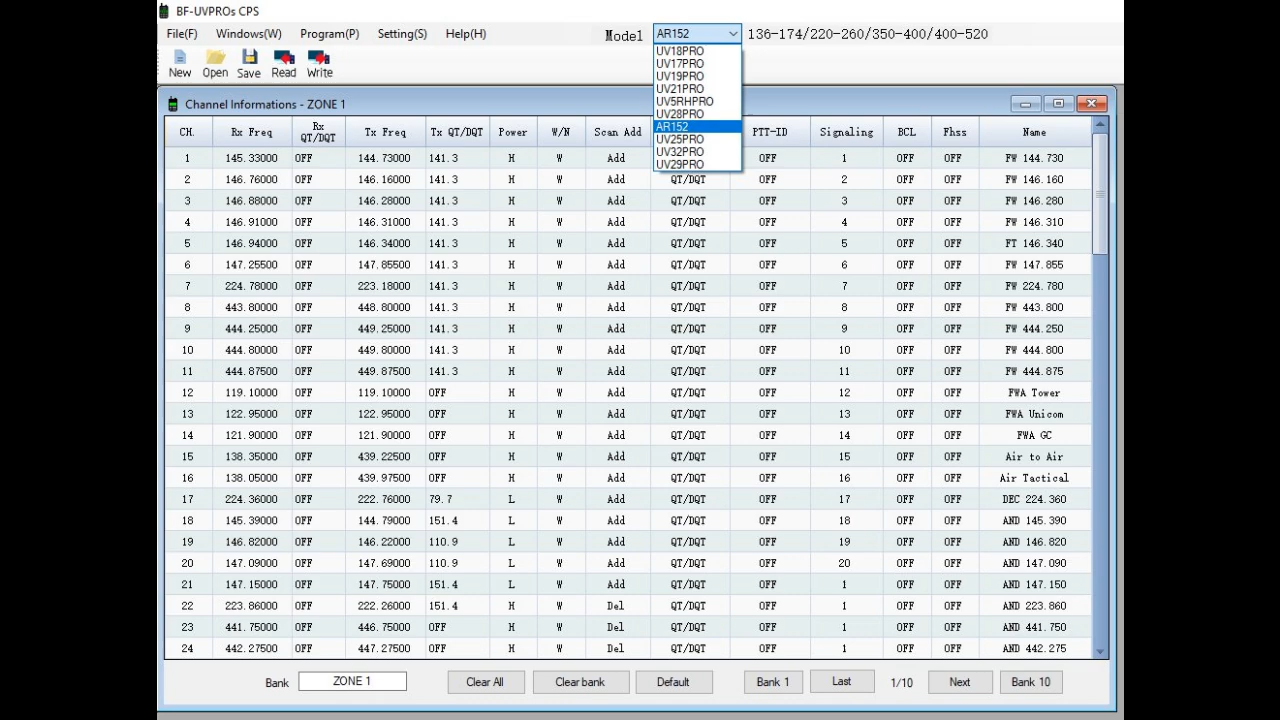 BF-UVPROs CPS
File(F) Windows(W) Program(P) Setting(S) Help(H) Model AR152 136-174/220-260/350-400/400-520
New Open Save Read Write
UV18PRO
UV17PRO
UV19PRO
UV21PRO
UV5RHPRO
UV28PRO
AR152
UV25PRO
UV32PRO
UV29PRO
Channel Informations - ZONE 1
CH. Rx Freq Rx QT/DQT Tx Freq Tx QT/DQT Power W/N Scan Add PTT-ID Signaling BCL Fhss Name
1 145.33000 OFF 144.73000 141.3 H W Add OFF 1 OFF OFF FW 144.730
2 146.76000 OFF 146.16000 141.3 H W Add QT/DQT OFF 2 OFF OFF FW 146.160
3 146.88000 OFF 146.28000 141.3 H W Add QT/DQT OFF 3 OFF OFF FW 146.280
4 146.91000 OFF 146.31000 141.3 H W Add QT/DQT OFF 4 OFF OFF FW 146.310
5 146.94000 OFF 146.34000 141.3 H W Add QT/DQT OFF 5 OFF OFF FT 146.340
6 147.25500 OFF 147.85500 141.3 H W Add QT/DQT OFF 6 OFF OFF FW 147.855
7 224.78000 OFF 223.18000 141.3 H W Add QT/DQT OFF 7 OFF OFF FW 224.780
8 443.80000 OFF 448.80000 141.3 H W Add QT/DQT OFF 8 OFF OFF FW 443.800
9 444.25000 OFF 449.25000 141.3 H W Add QT/DQT OFF 9 OFF OFF FW 444.250
10 444.80000 OFF 449.80000 141.3 H W Add QT/DQT OFF 10 OFF OFF FW 444.800
11 444.87500 OFF 449.87500 141.3 H W Add QT/DQT OFF 11 OFF OFF FW 444.875
12 119.10000 OFF 119.10000 OFF H W Add QT/DQT OFF 12 OFF OFF FWA Tower
13 122.95000 OFF 122.95000 OFF H W Add QT/DQT OFF 13 OFF OFF FWA Unicom
14 121.90000 OFF 121.90000 OFF H W Add QT/DQT OFF 14 OFF OFF FWA GC
15 138.35000 OFF 439.22500 OFF H W Add QT/DQT OFF 15 OFF OFF Air to Air
16 138.05000 OFF 439.97500 OFF H W Add QT/DQT OFF 16 OFF OFF Air Tactical
17 224.36000 OFF 222.76000 79.7 L W Add QT/DQT OFF 17 OFF OFF DEC 224.360
18 145.39000 OFF 144.79000 151.4 L W Add QT/DQT OFF 18 OFF OFF AND 145.390
19 146.82000 OFF 146.22000 110.9 L W Add QT/DQT OFF 19 OFF OFF AND 146.820
20 147.09000 OFF 147.69000 110.9 L W Add QT/DQT OFF 20 OFF OFF AND 147.090
21 147.15000 OFF 147.75000 151.4 L W Add QT/DQT OFF 1 OFF OFF AND 147.150
22 223.86000 OFF 222.26000 151.4 H W Del QT/DQT OFF 1 OFF OFF AND 223.860
23 441.75000 OFF 446.75000 OFF H W Del QT/DQT OFF 1 OFF OFF AND 441.750
24 442.27500 OFF 447.27500 OFF H W Del QT/DQT OFF 1 OFF OFF AND 442.275
Bank ZONE 1 Clear All Clear bank Default Bank 1 Last 1/10 Next Bank 10